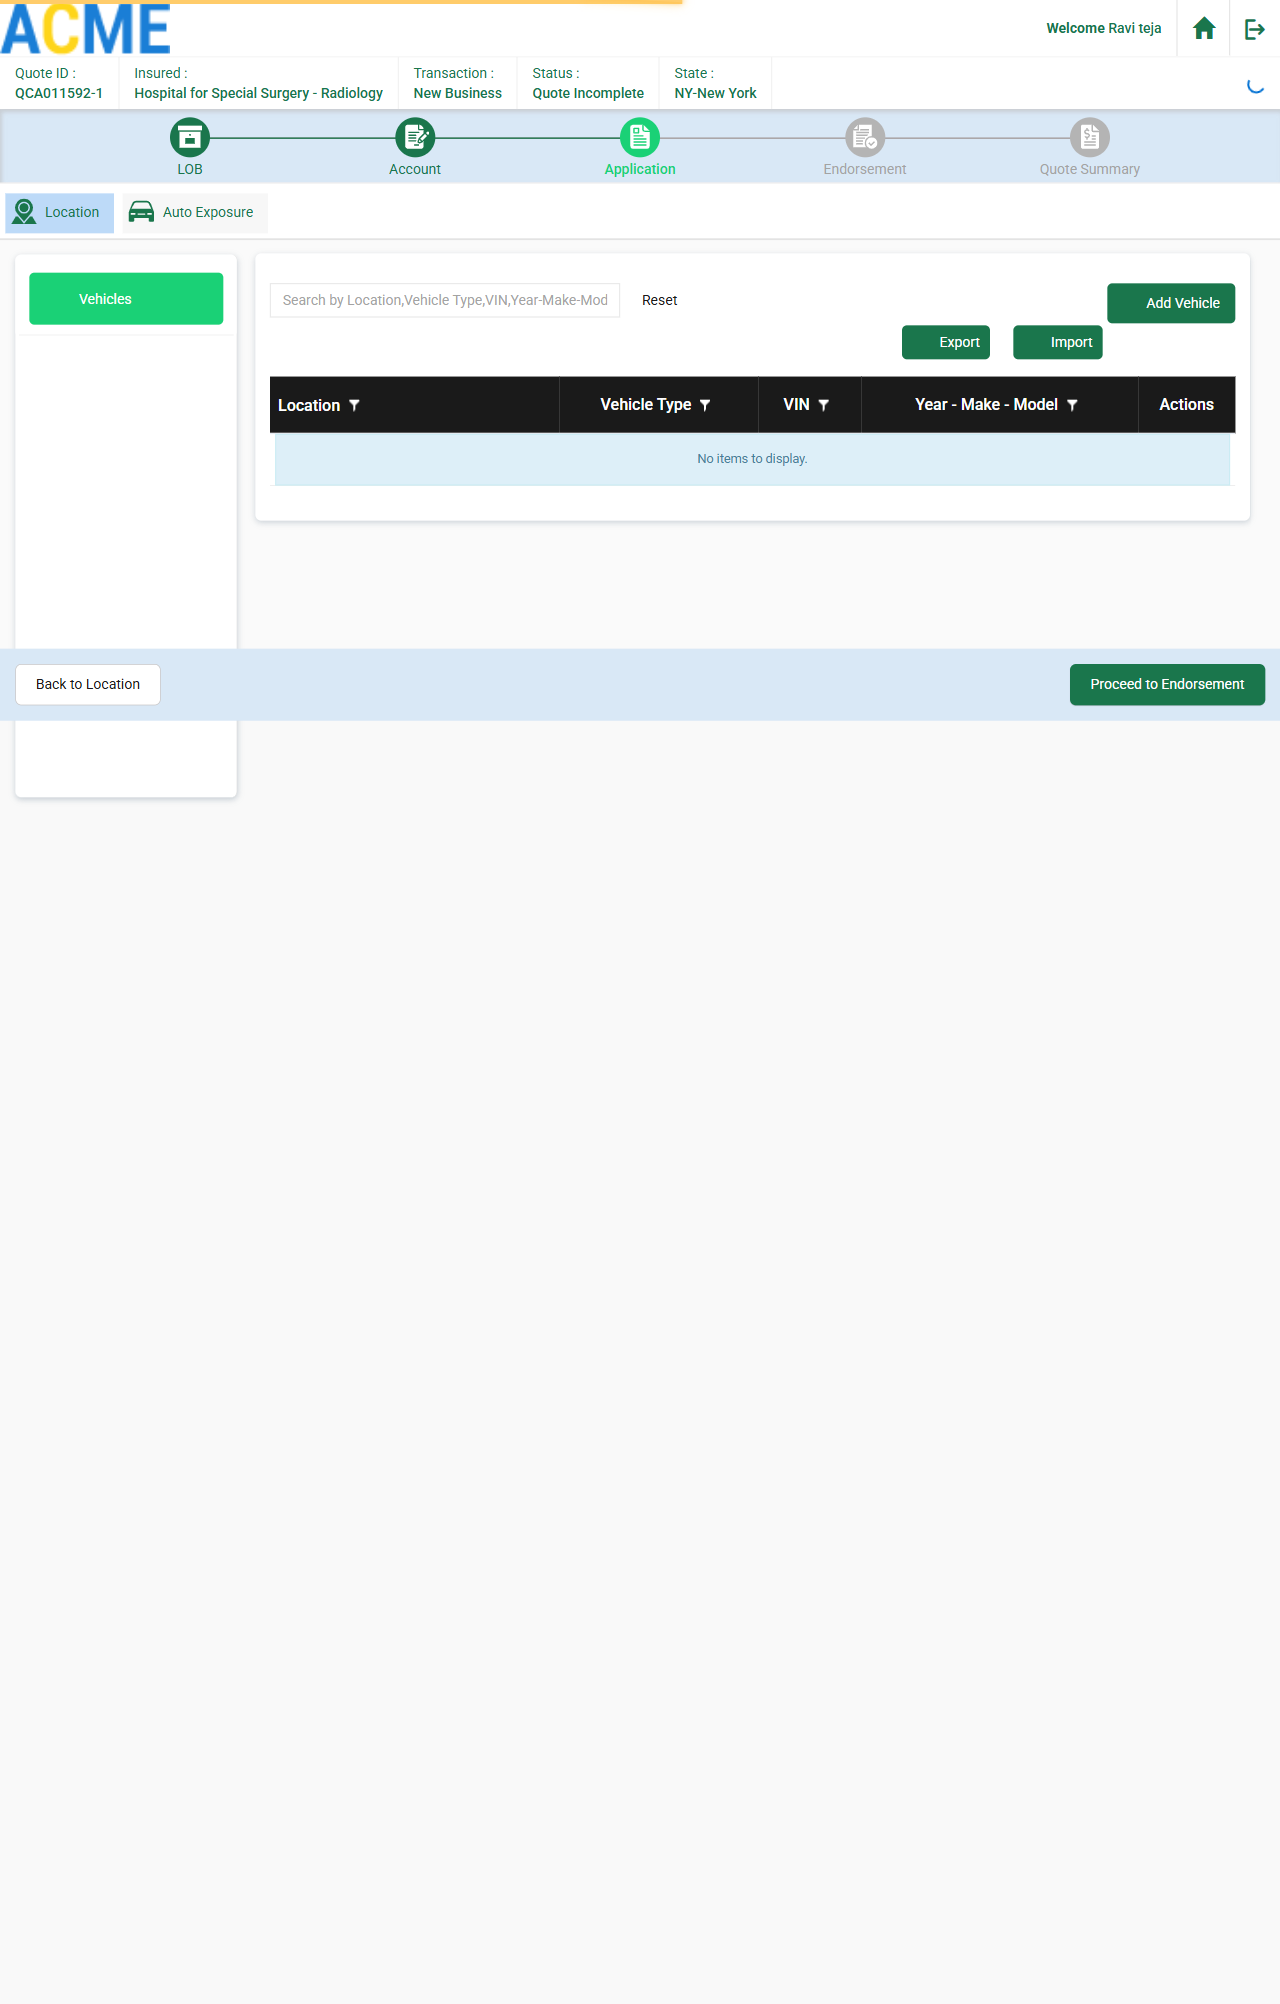 ACME
Welcome Ravi teja
Quote ID :
QCA011592-1
Insured :
Hospital for Special Surgery - Radiology
Transaction :
New Business
Status :
Quote Incomplete
State :
NY-New York
LOB
Account
Application
Endorsement
Quote Summary
Location
Auto Exposure
Vehicles
Search by Location,Vehicle Type,VIN,Year-Make-Mod
Reset
Add Vehicle
Export
Import
Location
Vehicle Type
VIN
Year - Make - Model
Actions
No items to display.
Back to Location
Proceed to Endorsement